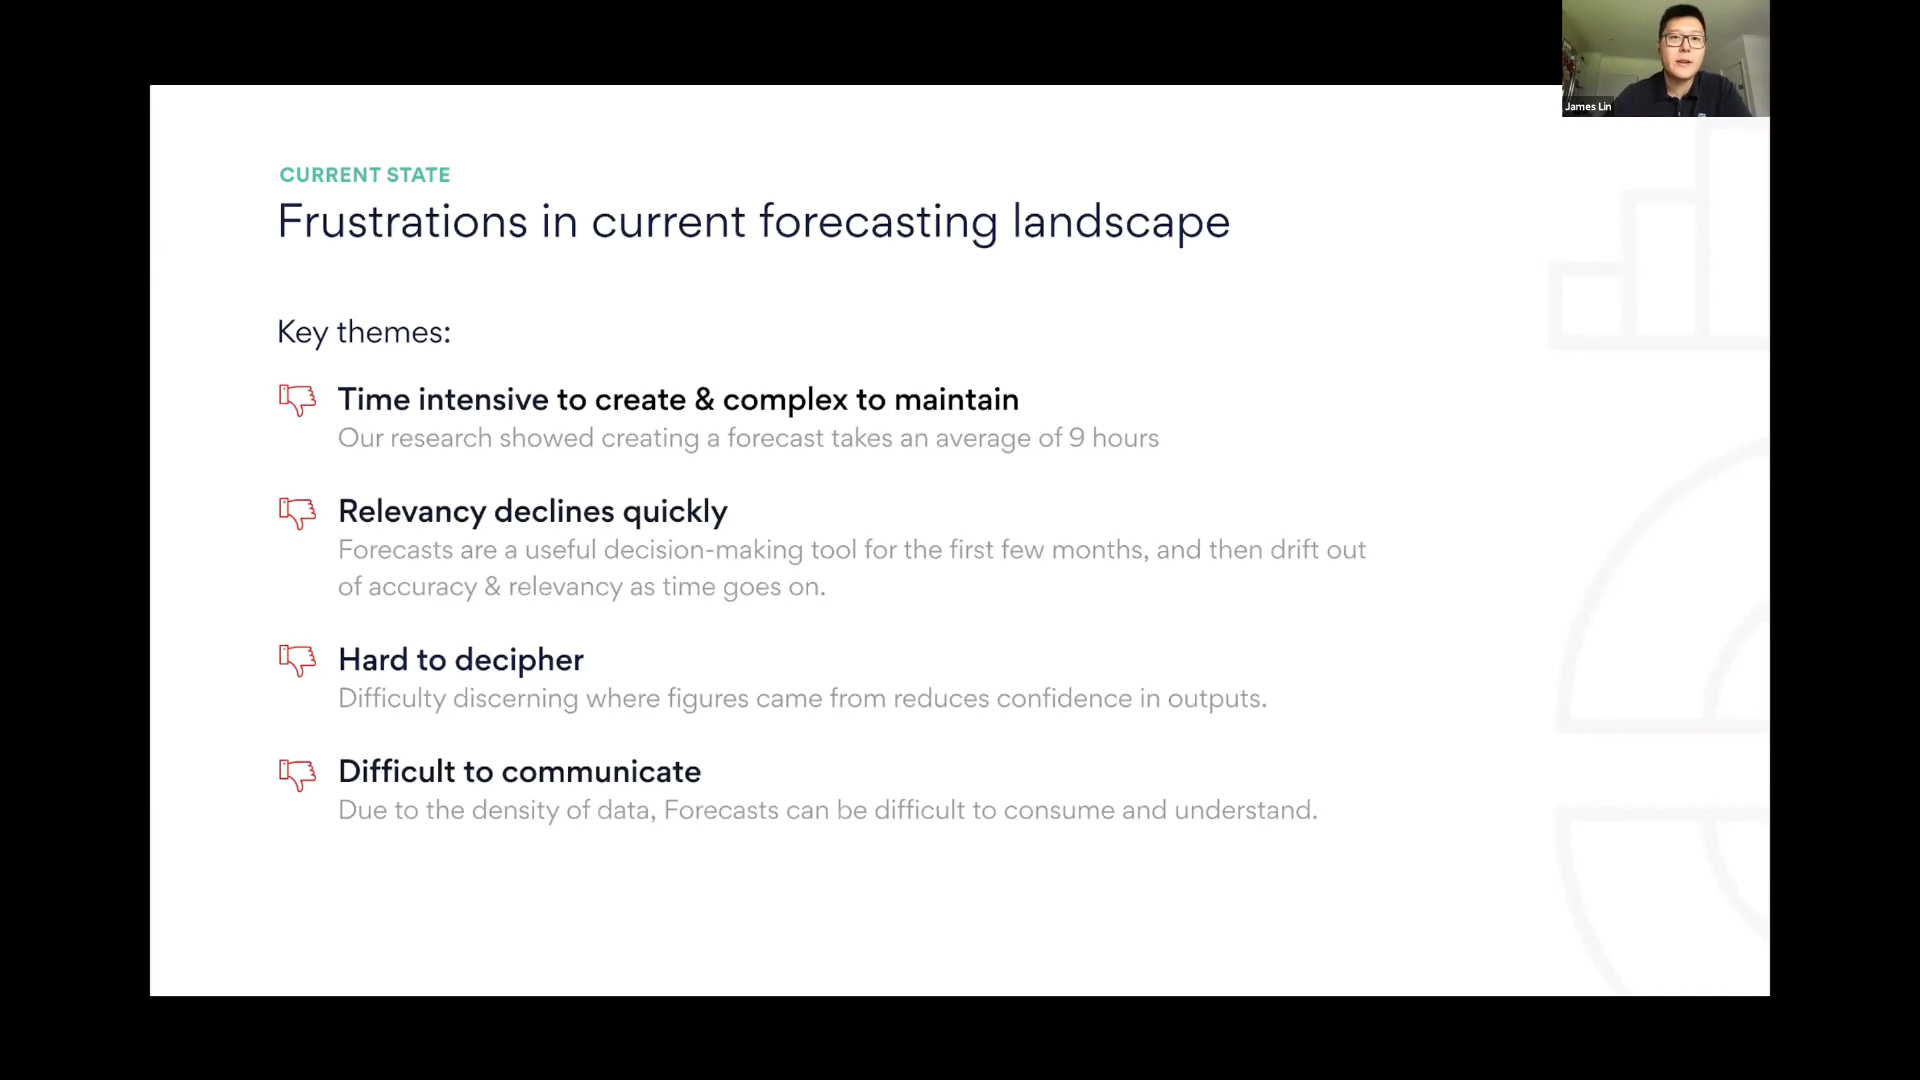 James Lin
CURRENT STATE
Frustrations in current forecasting landscape
Key themes:
Time intensive to create & complex to maintain
Our research showed creating a forecast takes an average of 9 hours
Relevancy declines quickly
Forecasts are a useful decision-making tool for the first few months, and then drift out
of accuracy & relevancy as time goes on.
Hard to decipher
Difficulty discerning where figures came from reduces confidence in outputs.
Difficult to communicate
Due to the density of data, Forecasts can be difficult to consume and understand.